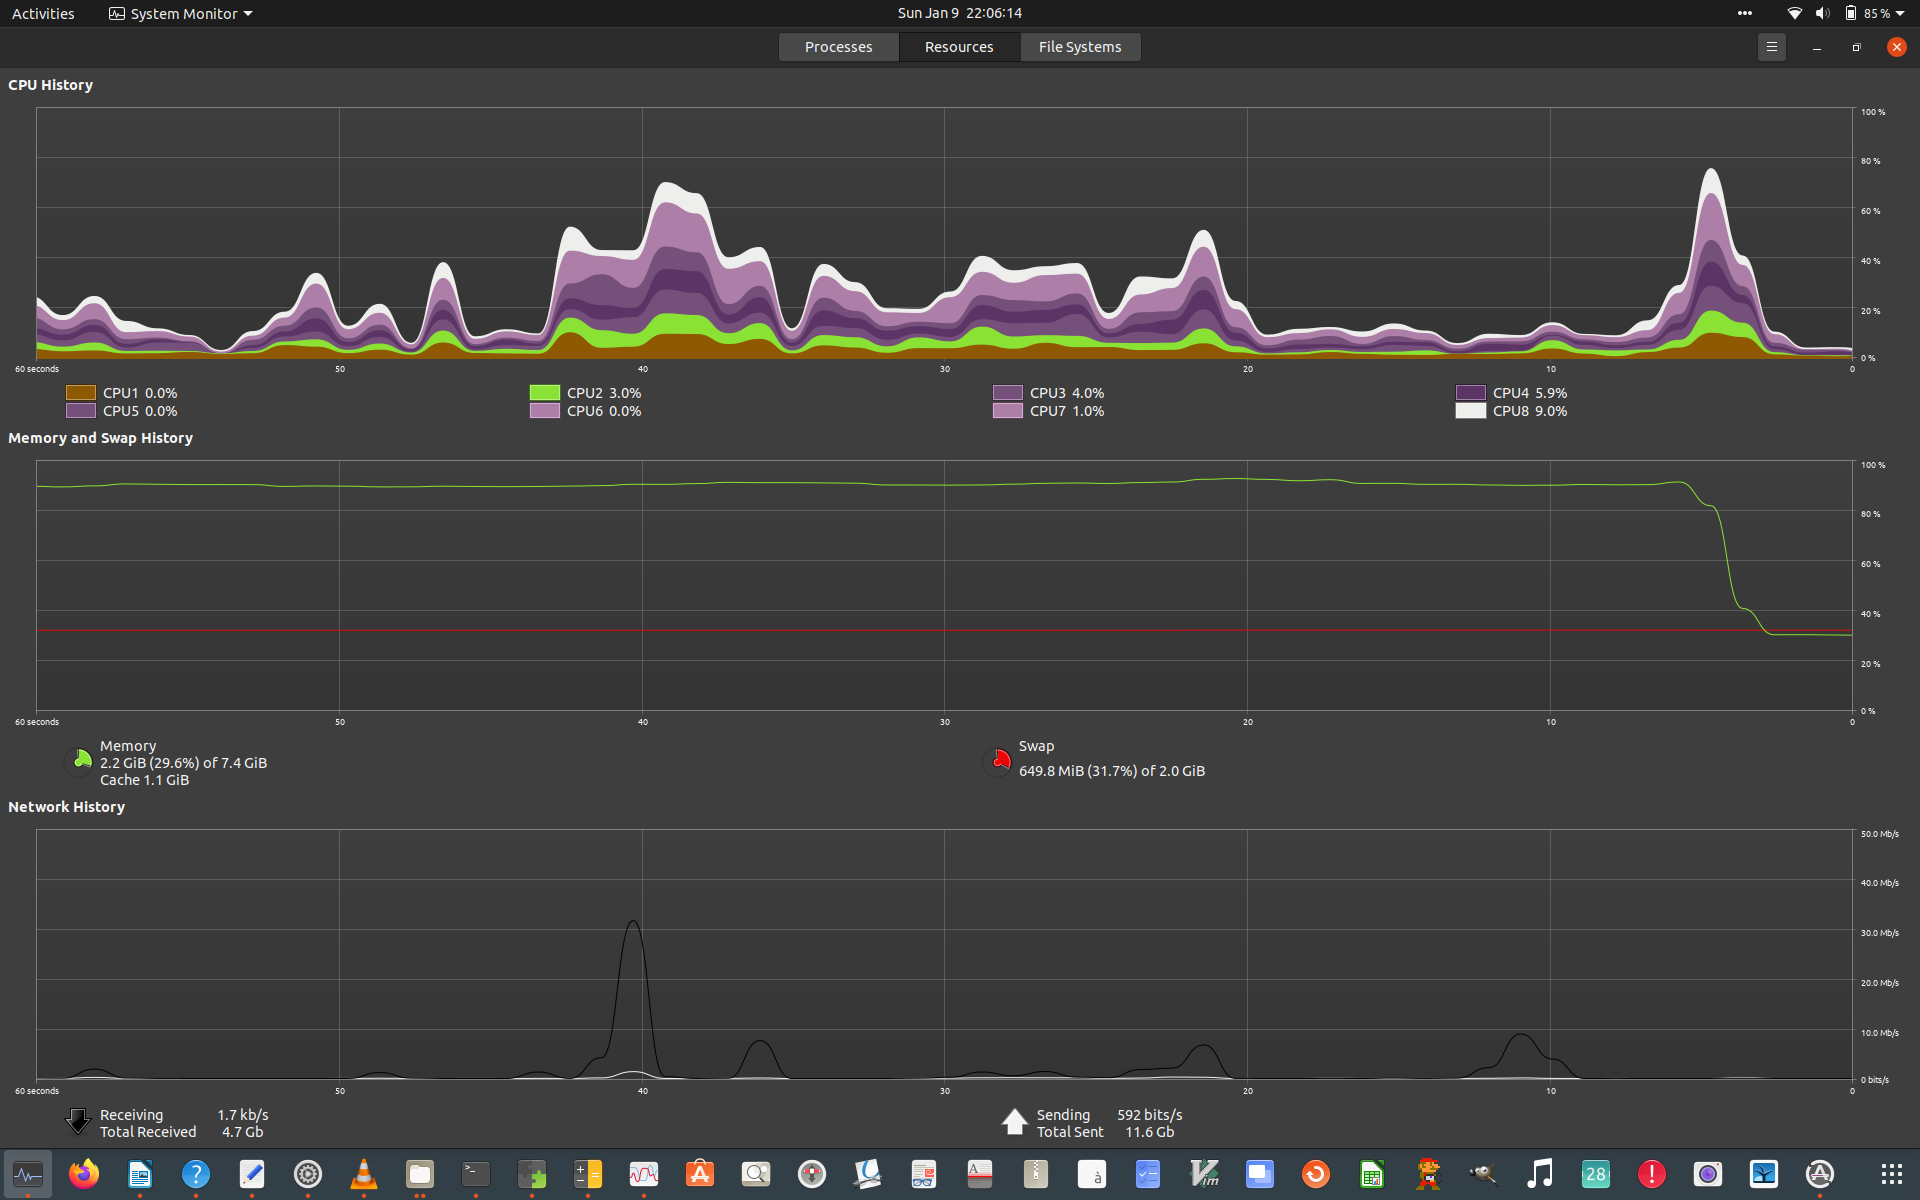 Activities System Monitor Sun Jan 9 22:06:14 85 %
Processes Resources File Systems
CPU History
100 %
80 %
60 %
40 %
20 %
0 %
60 seconds 50 40 30 20 10 0
CPU1 0.0% CPU2 3.0% CPU3 4.0% CPU4 5.9%
CPU5 0.0% CPU6 0.0% CPU7 1.0% CPU8 9.0%
Memory and Swap History
100 %
80 %
60 %
40 %
20 %
0 %
60 seconds 50 40 30 20 10 0
Memory
2.2 GiB (29.6%) of 7.4 GiB
Cache 1.1 GiB
Swap
649.8 MiB (31.7%) of 2.0 GiB
Network History
50.0 Mb/s
40.0 Mb/s
30.0 Mb/s
20.0 Mb/s
10.0 Mb/s
0 bits/s
60 seconds 50 40 30 20 10 0
Receiving 1.7 kb/s
Total Received 4.7 Gb
Sending 592 bits/s
Total Sent 11.6 Gb
? >_ A à Vim 28 !